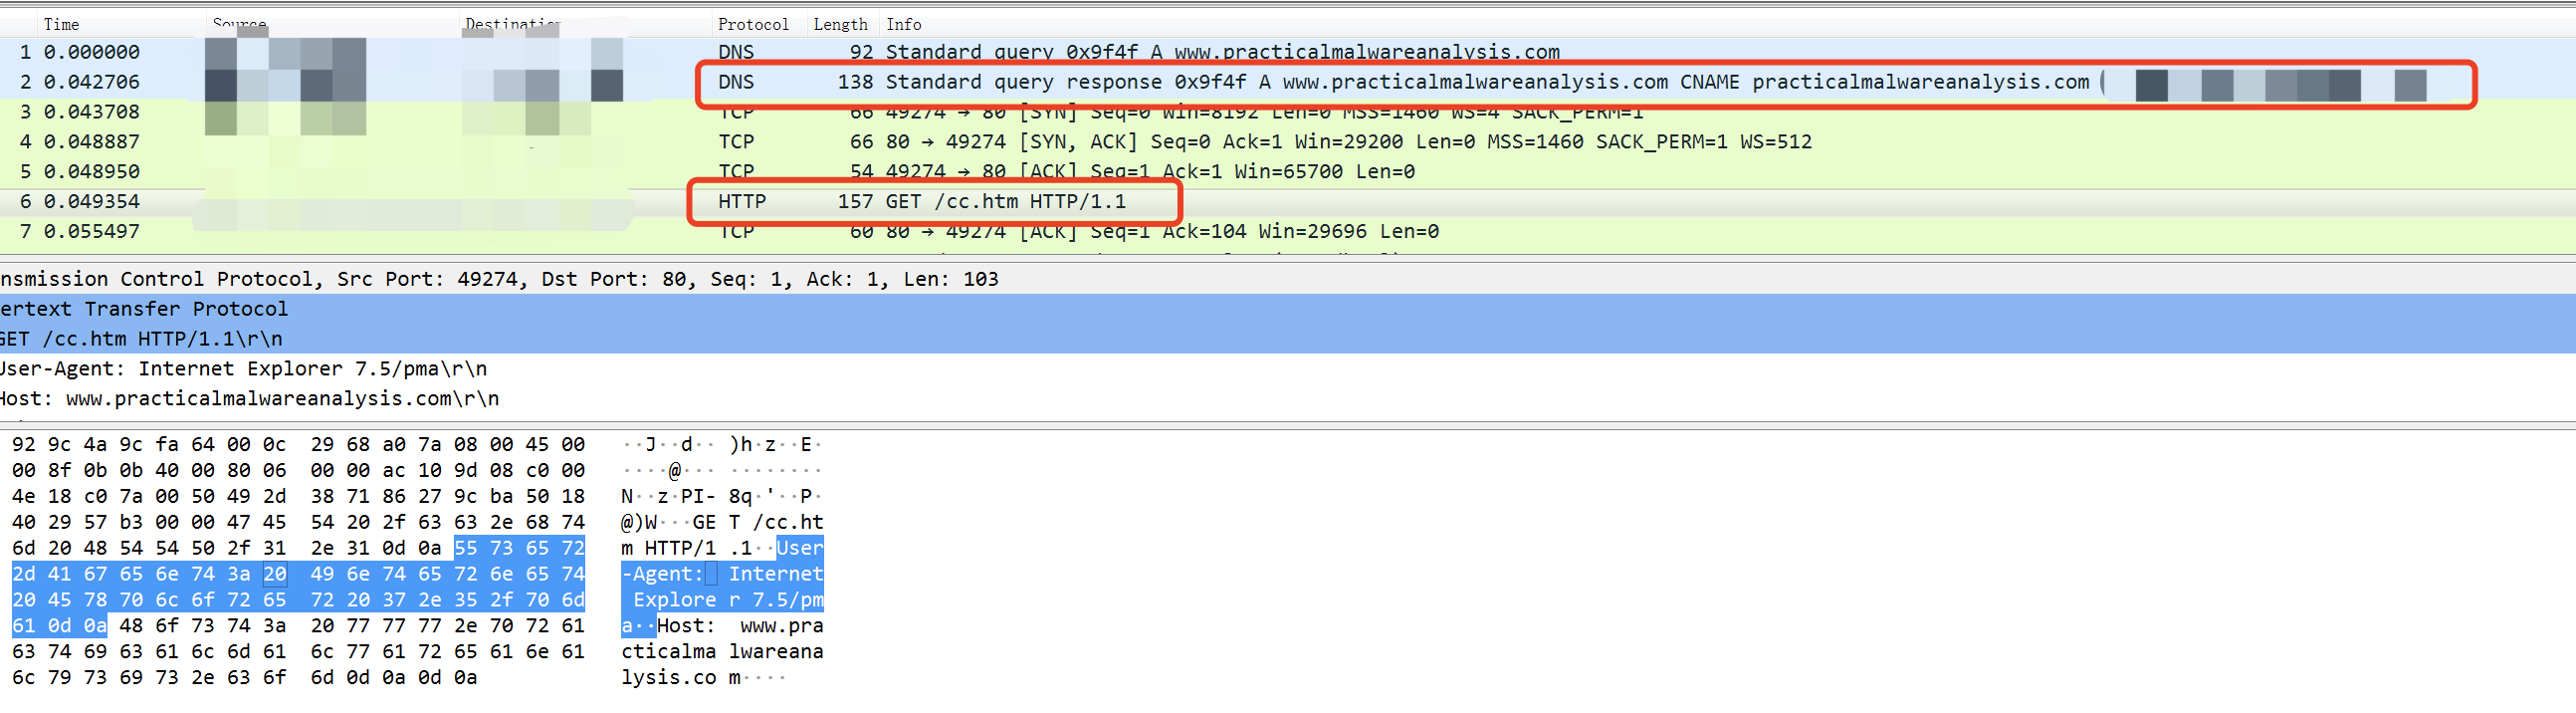 Time Source Destination Protocol Length Info
1 0.000000 DNS 92 Standard query 0x9f4f A www.practicalmalwareanalysis.com
2 0.042706 DNS 138 Standard query response 0x9f4f A www.practicalmalwareanalysis.com CNAME practicalmalwareanalysis.com
3 0.043708 TCP 66 49274 → 80 [SYN] Seq=0 Win=8192 Len=0 MSS=1460 WS=4 SACK_PERM=1
4 0.048887 TCP 66 80 → 49274 [SYN, ACK] Seq=0 Ack=1 Win=29200 Len=0 MSS=1460 SACK_PERM=1 WS=512
5 0.048950 TCP 54 49274 → 80 [ACK] Seq=1 Ack=1 Win=65700 Len=0
6 0.049354 HTTP 157 GET /cc.htm HTTP/1.1
7 0.055497 TCP 60 80 → 49274 [ACK] Seq=1 Ack=104 Win=29696 Len=0
nsmission Control Protocol, Src Port: 49274, Dst Port: 80, Seq: 1, Ack: 1, Len: 103
ertext Transfer Protocol
GET /cc.htm HTTP/1.1\r\n
User-Agent: Internet Explorer 7.5/pma\r\n
Host: www.practicalmalwareanalysis.com\r\n
92 9c 4a 9c fa 64 00 0c 29 68 a0 7a 08 00 45 00 ··J··d·· )h·z··E·
00 8f 0b 0b 40 00 80 06 00 00 ac 10 9d 08 c0 00 ····@··· ········
4e 18 c0 7a 00 50 49 2d 38 71 86 27 9c ba 50 18 N··z·PI- 8q·'··P·
40 29 57 b3 00 00 47 45 54 20 2f 63 63 2e 68 74 @)W···GE T /cc.ht
6d 20 48 54 54 50 2f 31 2e 31 0d 0a 55 73 65 72 m HTTP/1 .1··User
2d 41 67 65 6e 74 3a 20 49 6e 74 65 72 6e 65 74 -Agent: Internet
20 45 78 70 6c 6f 72 65 72 20 37 2e 35 2f 70 6d Explore r 7.5/pm
61 0d 0a 48 6f 73 74 3a 20 77 77 77 2e 70 72 61 a··Host: www.pra
63 74 69 63 61 6c 6d 61 6c 77 61 72 65 61 6e 61 cticalma lwareana
6c 79 73 69 73 2e 63 6f 6d 0d 0a 0d 0a lysis.co m····